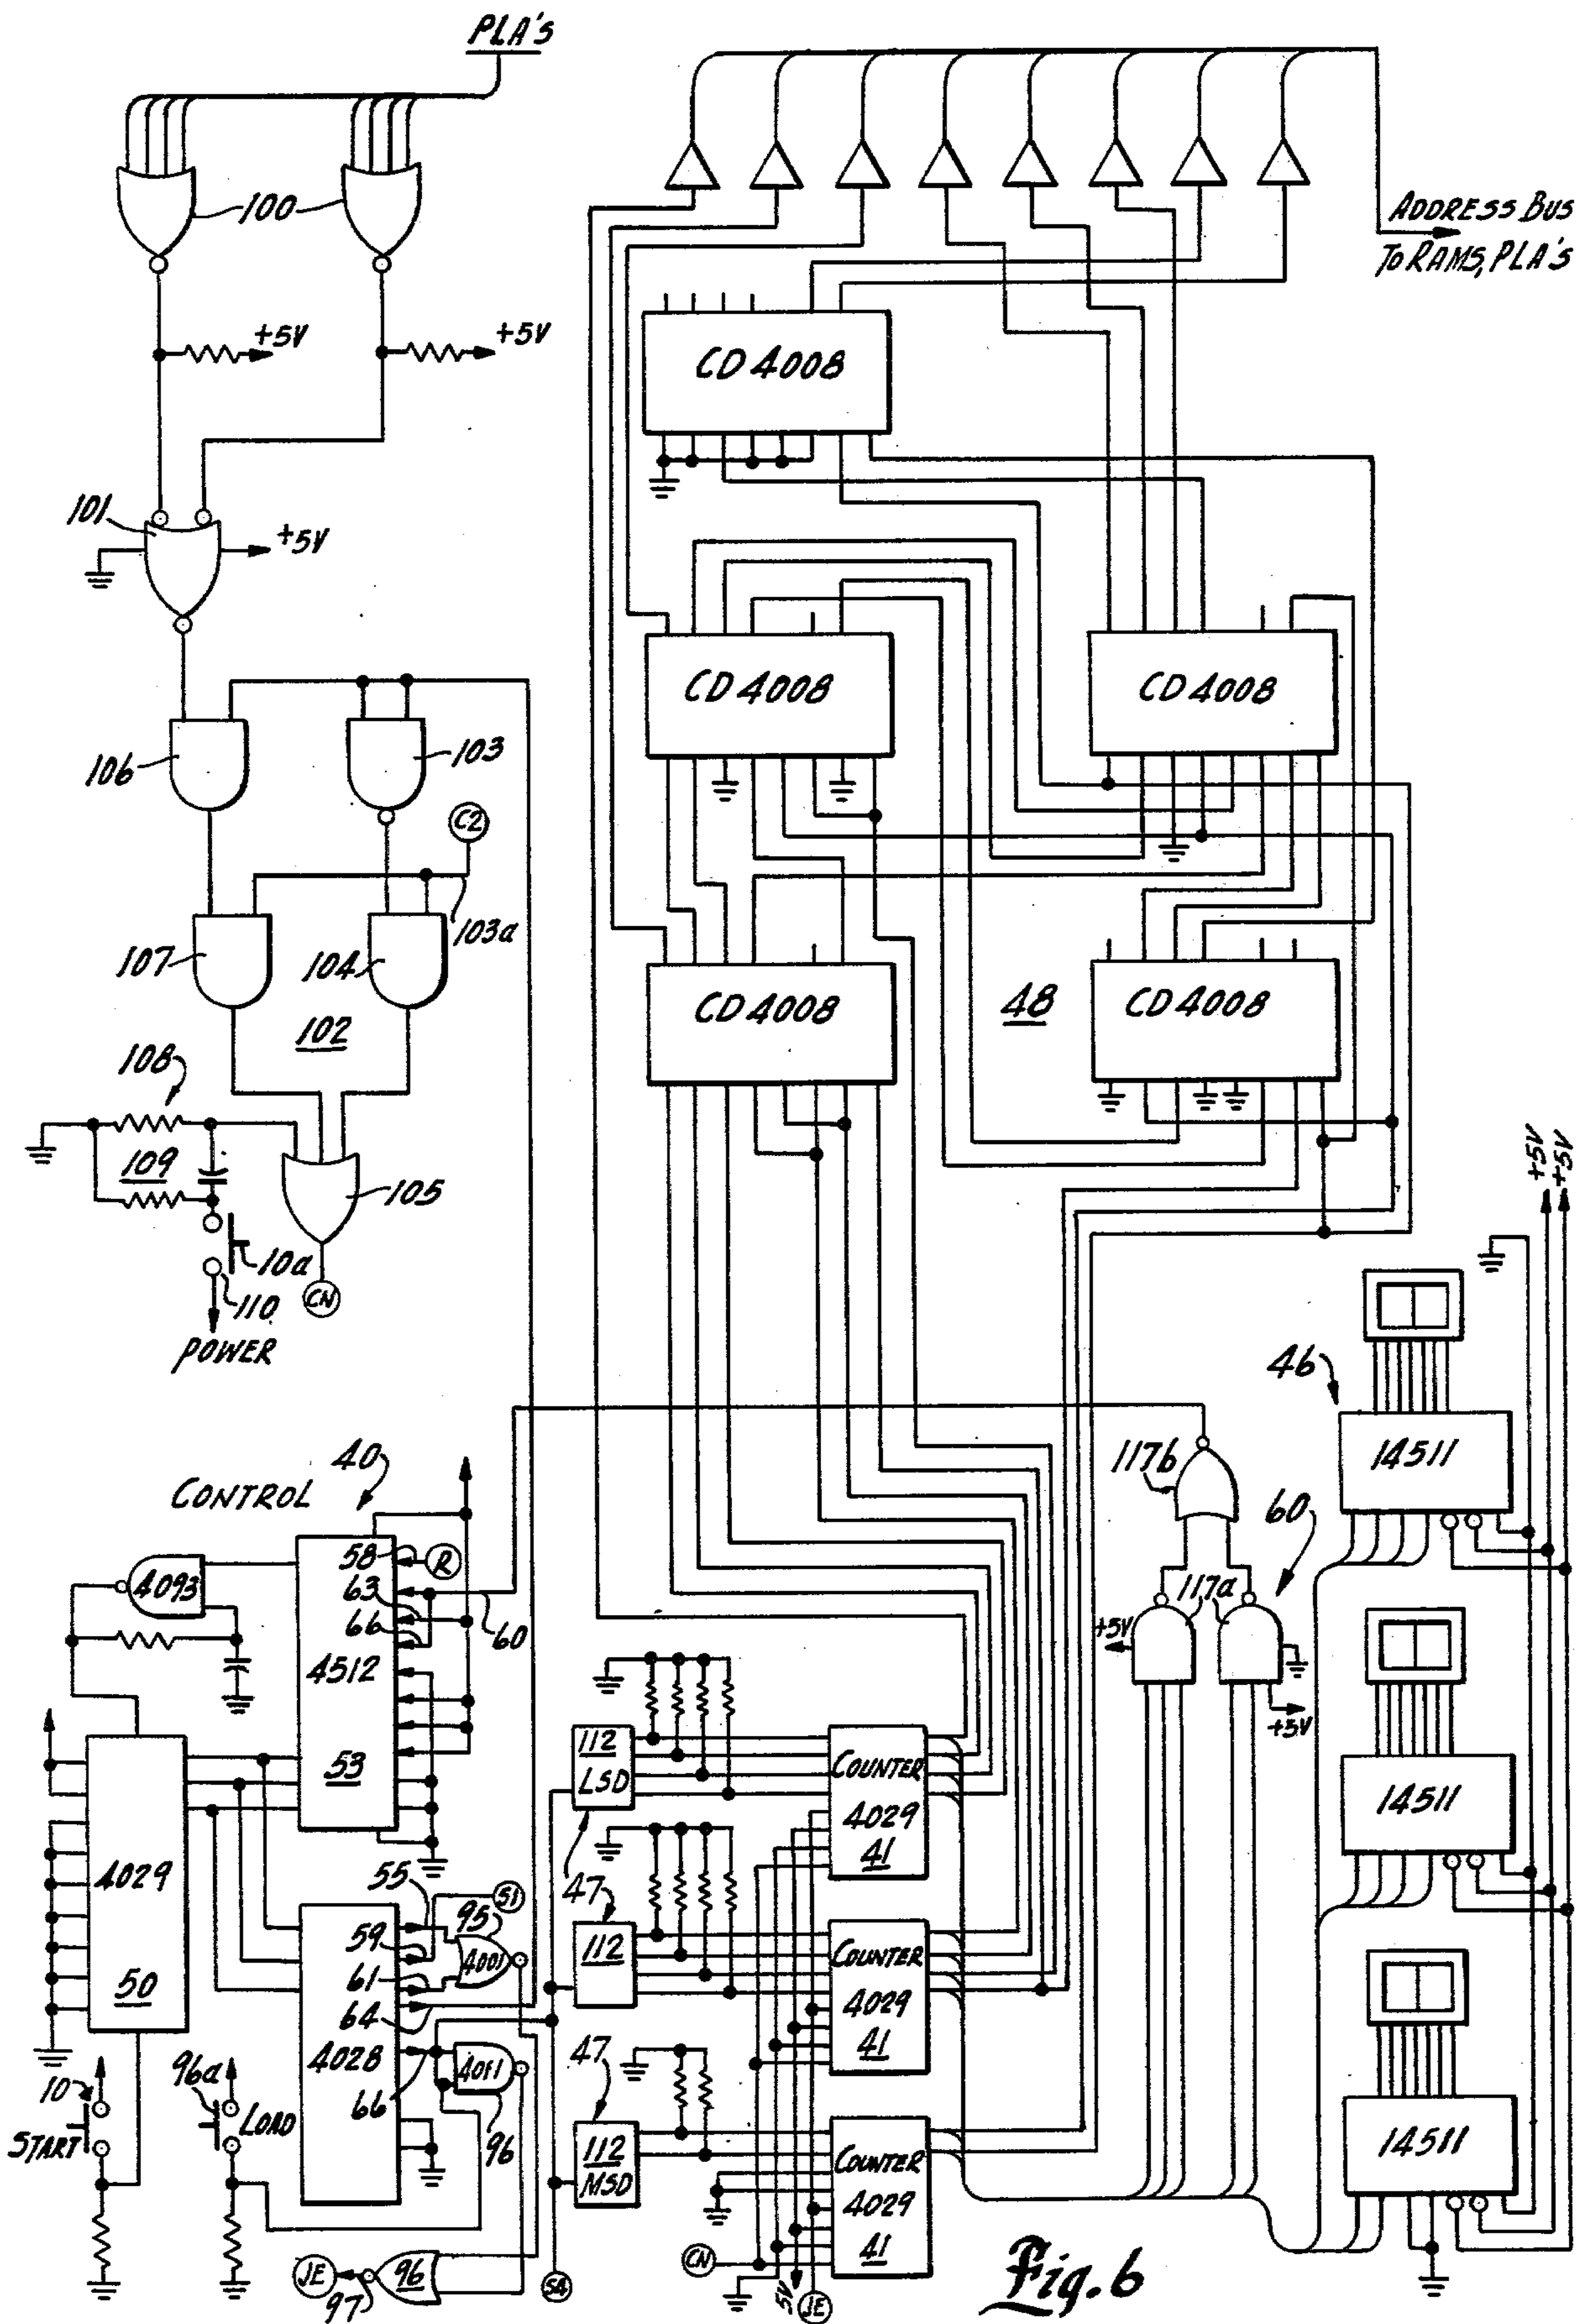 PLA'S
100
+5V
+5V
ADDRESS BUS
TO RAMS, PLA'S
CD 4008
101
+5V
CD 4008
CD 4008
106
103
C2
103a
107
104
102
CD 4008
48
CD 4008
108
109
105
10a
110
CN
POWER
+5V
+5V
46
14511
117b
60
CONTROL
40
58
R
4093
63
66
60
4512
53
117a
+5V
+5V
14511
112
LSD
COUNTER
4029
41
4029
50
47
55
S1
95
59
4001
61
64
4028
4011
66
96
112
COUNTER
4029
41
10
START
96a
LOAD
47
112
MSD
COUNTER
4029
41
14511
JE
97
96
S4
CN
5V
JE
Fig. 6